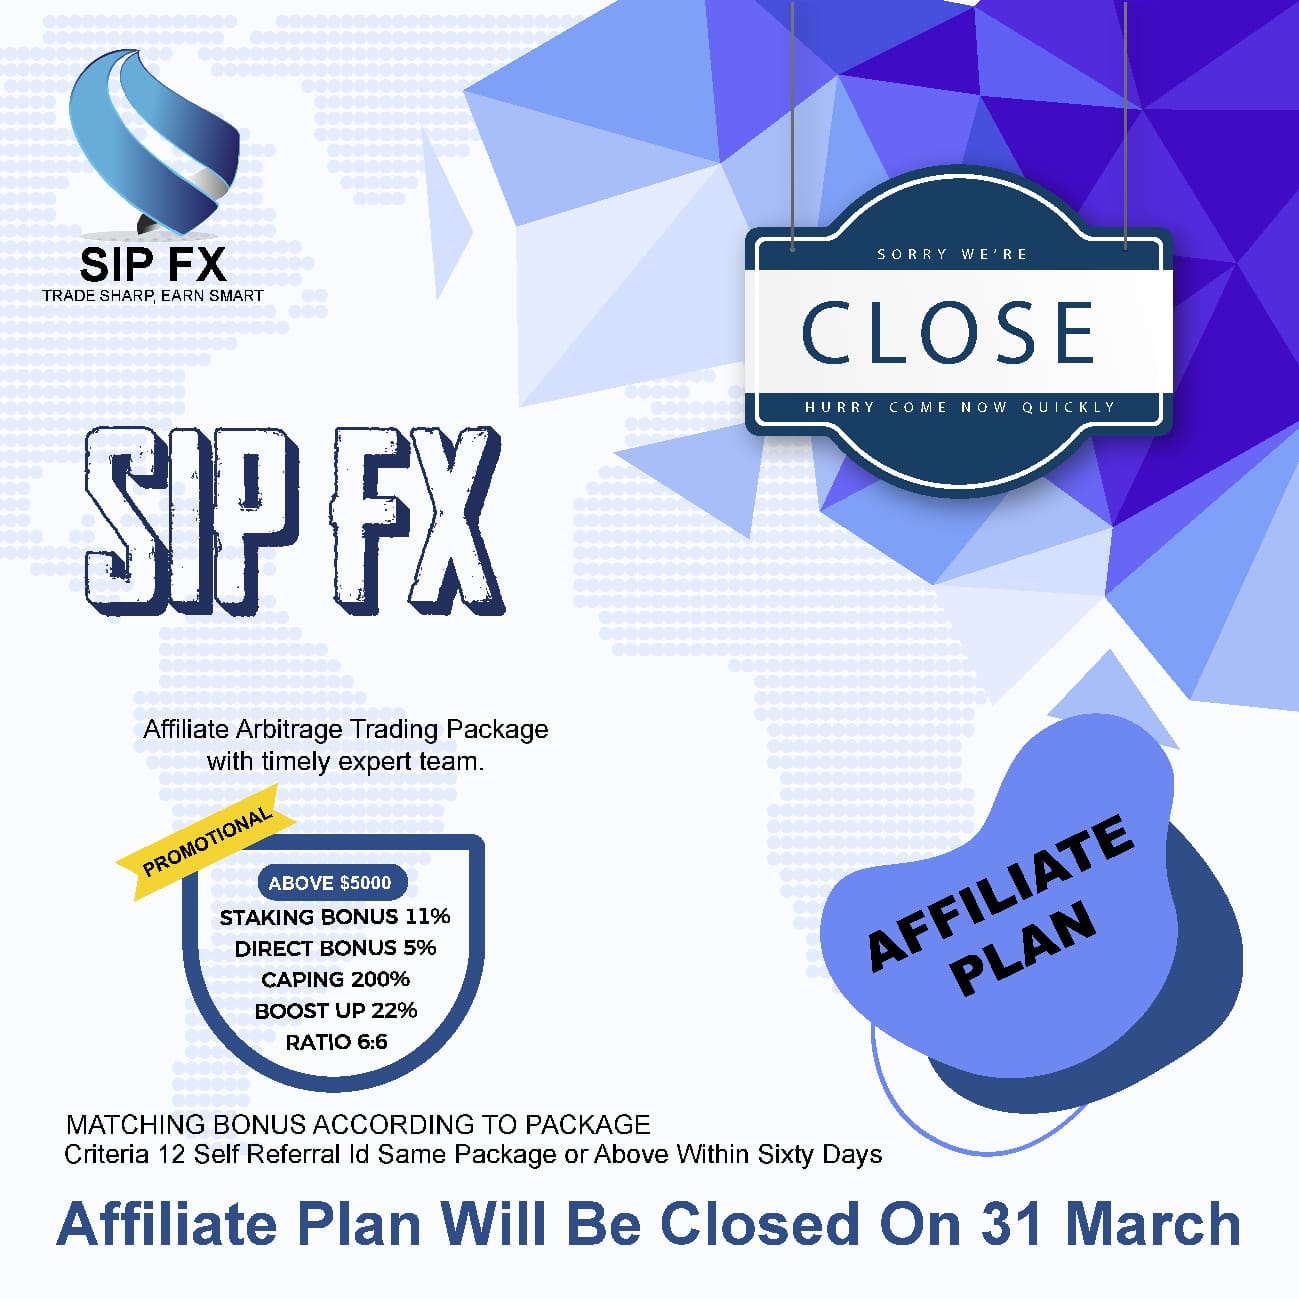 SIP FX
TRADE SHARP, EARN SMART
SORRY WE'RE
CLOSE
HURRY COME NOW QUICKLY
SIP FX
Affiliate Arbitrage Trading Package
with timely expert team.
PROMOTIONAL
ABOVE $5000
STAKING BONUS 11%
DIRECT BONUS 5%
CAPING 200%
BOOST UP 22%
RATIO 6:6
AFFILIATE
PLAN
MATCHING BONUS ACCORDING TO PACKAGE
Criteria 12 Self Referral Id Same Package or Above Within Sixty Days
Affiliate Plan Will Be Closed On 31 March